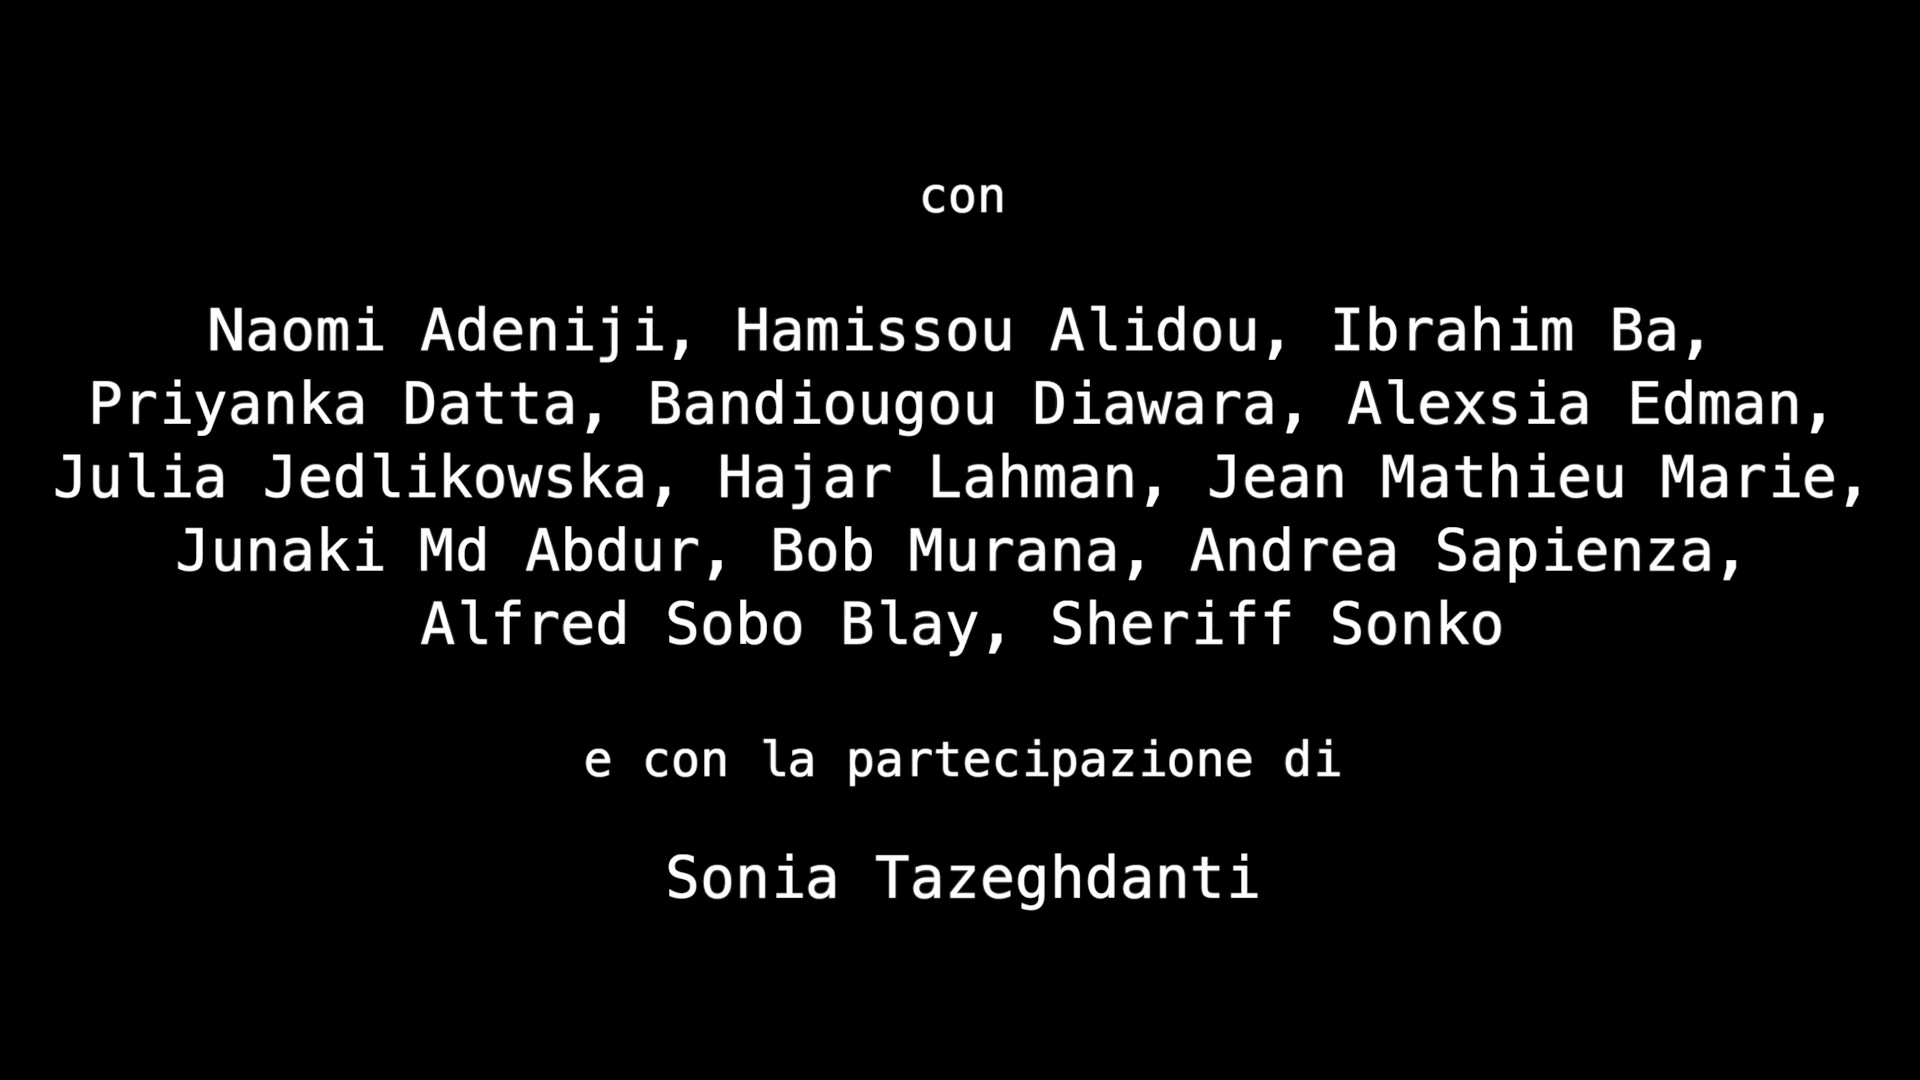 con
Naomi Adeniji, Hamissou Alidou, Ibrahim Ba,
Priyanka Datta, Bandiougou Diawara, Alexsia Edman,
Julia Jedlikowska, Hajar Lahman, Jean Mathieu Marie,
Junaki Md Abdur, Bob Murana, Andrea Sapienza,
Alfred Sobo Blay, Sheriff Sonko
e con la partecipazione di
Sonia Tazeghdanti